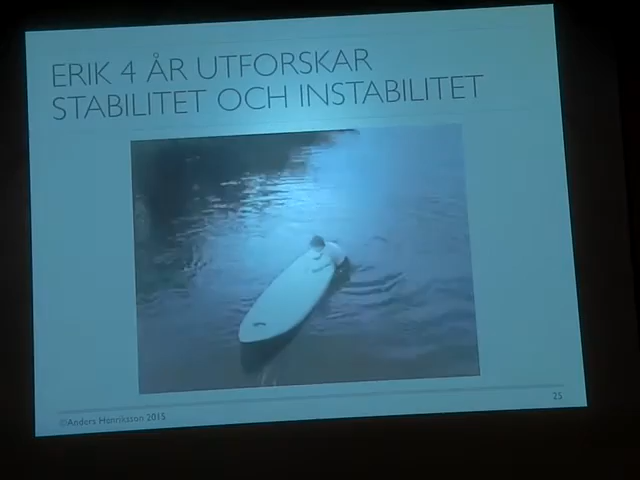 ERIK 4 ÅR UTFORSKAR
STABILITET OCH INSTABILITET
©Anders Henriksson 2015
25